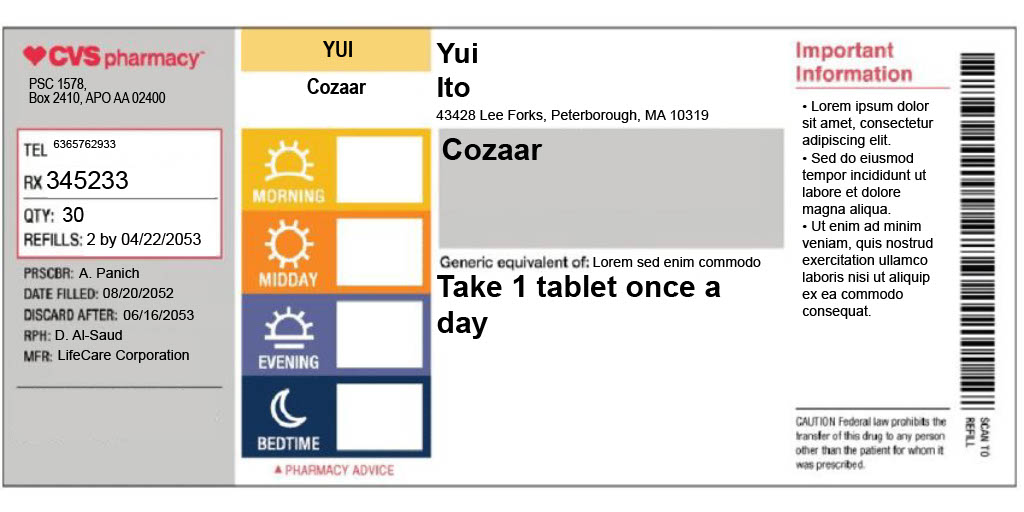 CVS pharmacy
PSC 1578,
Box 2410, APO AA 02400
TEL 6365762933
RX 345233
QTY: 30
REFILLS: 2 by 04/22/2053
PRSCBR: A. Panich
DATE FILLED: 08/20/2052
DISCARD AFTER: 06/16/2053
RPH: D. Al-Saud
MFR: LifeCare Corporation
YUI
Cozaar
MORNING
MIDDAY
EVENING
BEDTIME
▲ PHARMACY ADVICE
Yui
Ito
43428 Lee Forks, Peterborough, MA 10319
Cozaar
Generic equivalent of: Lorem sed enim commodo
Take 1 tablet once a
day
Important
Information
• Lorem ipsum dolor
sit amet, consectetur
adipiscing elit.
• Sed do eiusmod
tempor incididunt ut
labore et dolore
magna aliqua.
• Ut enim ad minim
veniam, quis nostrud
exercitation ullamco
laboris nisi ut aliquip
ex ea commodo
consequat.
CAUTION Federal law prohibits the
transfer of this drug to any person
other than the patient for whom it
was prescribed.
SCAN TO
REFILL